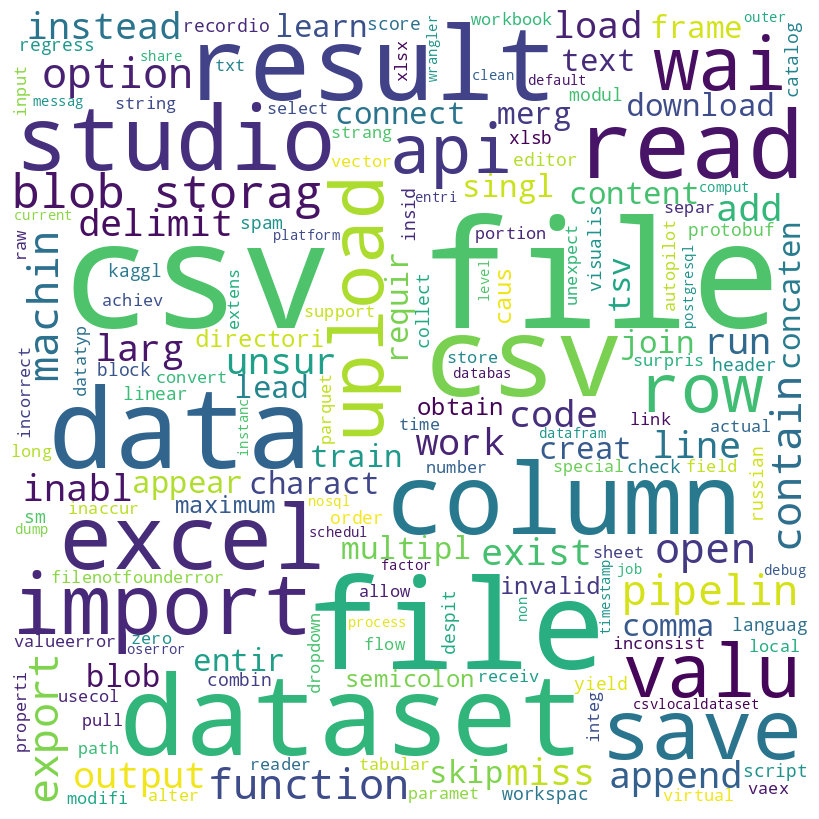 instead
recordio
learn
score
workbook
load
frame
outer
regress
share
txt
result
xlsx
wrangler
clean
default
text
wai
catalog
input
messag
option
string
select
connect
merg
modul
download
studio
strang
api
xlsb
read
vector
editor
blob storag
upload
entri
insid
singl
content
comput
add
current
delimit
spam
platform
portion
separ
protobuf
raw
machin
kaggl
achiev
csv file
extens
support
requir
collect
caus
level
unexpect
visualis
tsv
autopilot
postgresql
concaten
larg
directori
unsur
incorrect
datatyp
block
linear
convert
lead
store
databas
csv
join
run
surpris
header
data
instanc
parquet
time
obtain
code
link
row
actual
contain
long
train
work
datafram
creat
line
number
special
check
field
russian
inabl
appear
charact
column
sm
inaccur
maximum
nosql
order
dump
excel
schedul
multipl
exist
sheet
open
debug
filenotfounderror
factor
allow
invalid
job
pipelin
import
file
process
non
timestamp
comma
languag
valueerror
zero
oserror
dropdown
flow
despit
inconsist
local
entir
blob
combin
semicolon
receiv
valu
properti
export
usecol
pull
dataset
yield
csvlocaldataset
integ
save
path
reader
tabular
output
function
skip
miss
append
script
modifi
alter
paramet
workspac
virtual
vaex